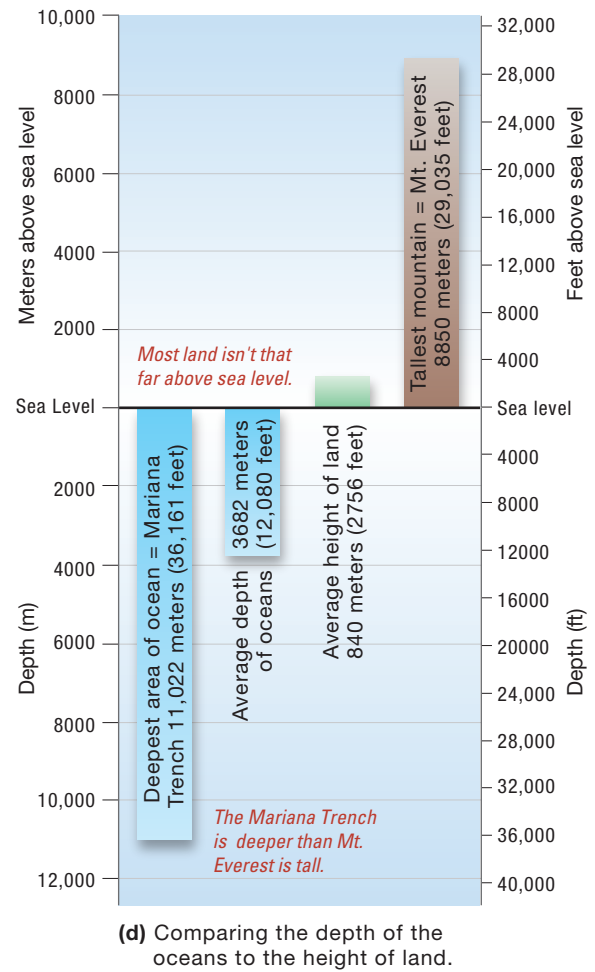 10,000
8000
6000
4000
2000
Sea Level
2000
4000
6000
8000
10,000
12,000
Meters above sea level
Depth (m)
32,000
28,000
24,000
20,000
16,000
12,000
8000
4000
Sea level
4000
8000
12000
16000
20000
24,000
28,000
32,000
36,000
40,000
Feet above sea level
Depth (ft)
Most land isn't that
far above sea level.
Deepest area of ocean = Mariana
Trench 11,022 meters (36,161 feet)
Average depth 3682 meters
of oceans (12,080 feet)
Average height of land
840 meters (2756 feet)
Tallest mountain = Mt. Everest
8850 meters (29,035 feet)
The Mariana Trench
is deeper than Mt.
Everest is tall.
(d) Comparing the depth of the
oceans to the height of land.